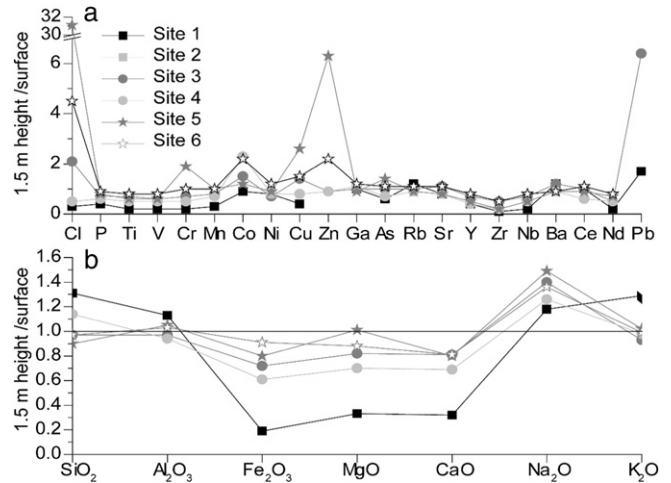 a
32
30
6
4
2
0
1.5 m height /surface
Site 1
Site 2
Site 3
Site 4
Site 5
Site 6
Cl P Ti V Cr Mn Co Ni Cu Zn Ga As Rb Sr Y Zr Nb Ba Ce Nd Pb
b
1.6
1.4
1.2
1.0
0.8
0.6
0.4
0.2
0.0
1.5 m height /surface
SiO₂ Al₂O₃ Fe₂O₃ MgO CaO Na₂O K₂O